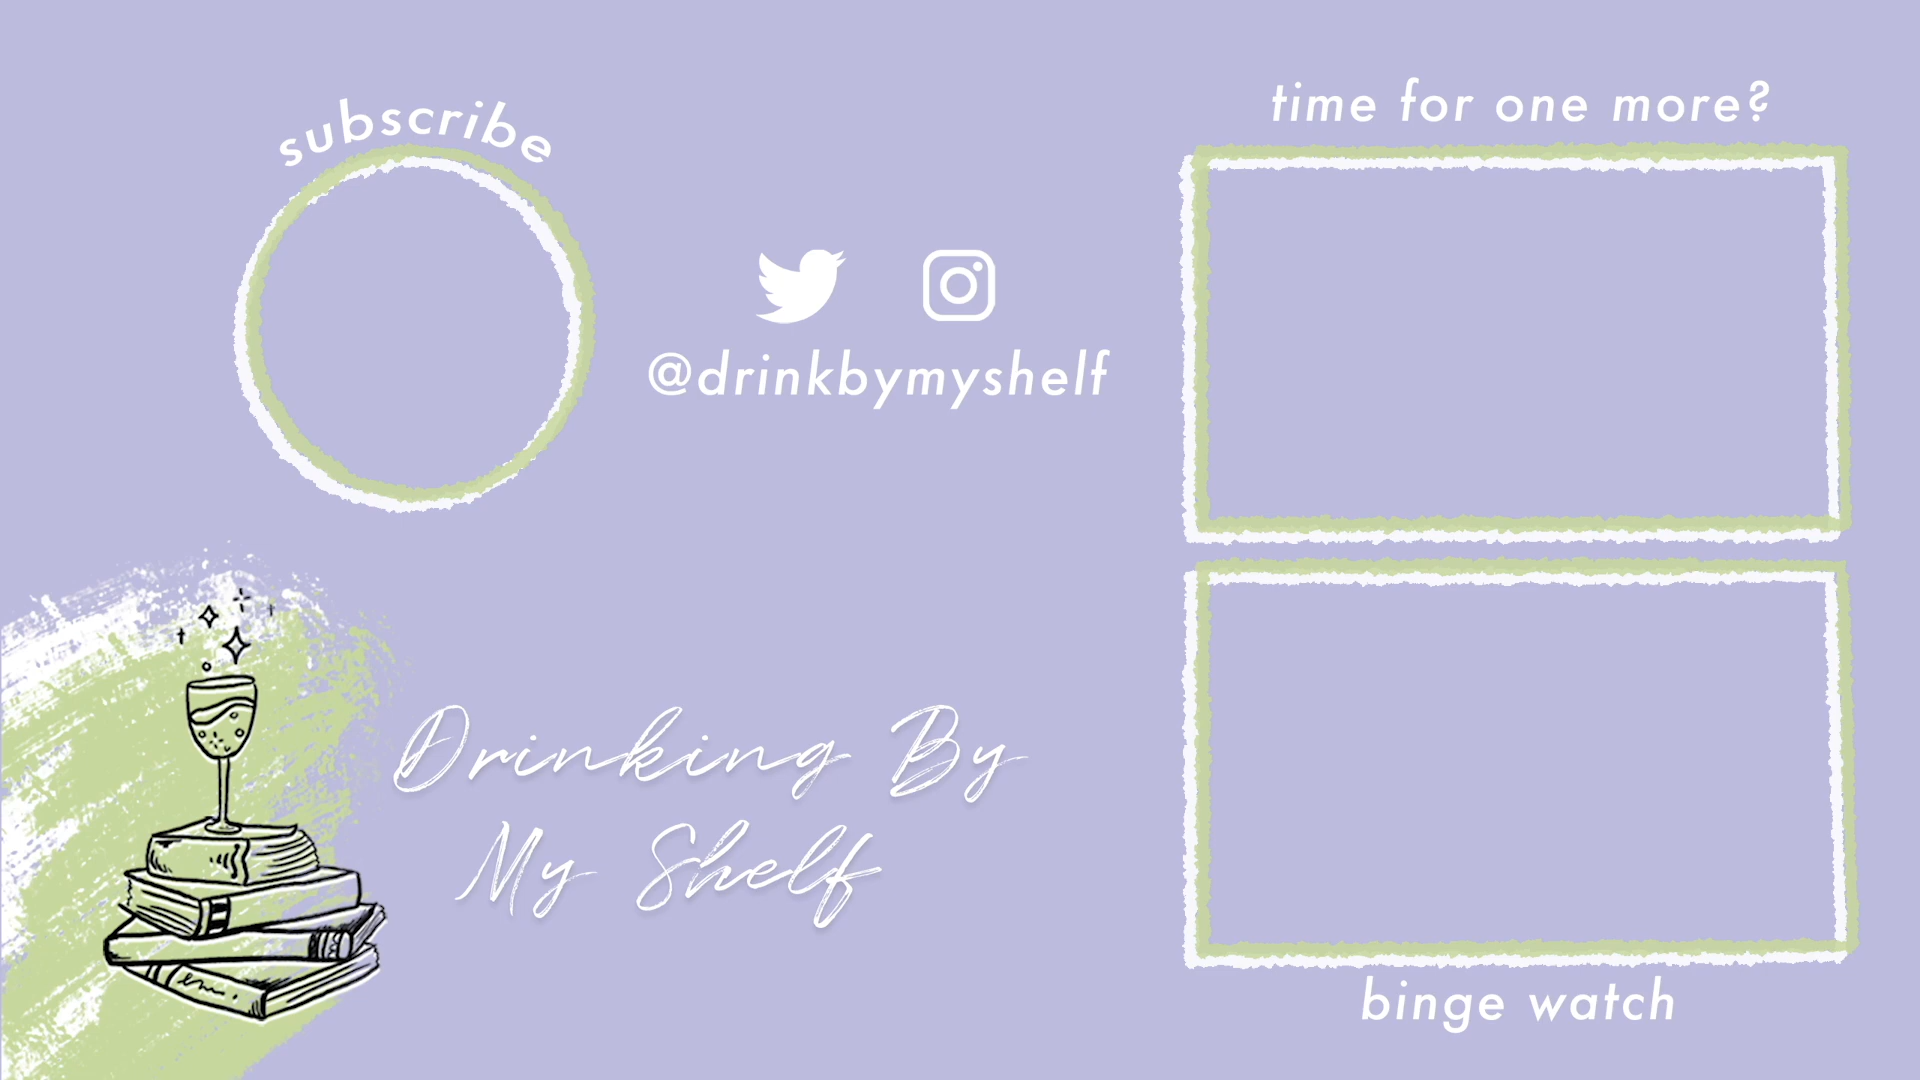 subscribe
time for one more?
@drinkbymyshelf
Drinking By
My Shelf
binge watch